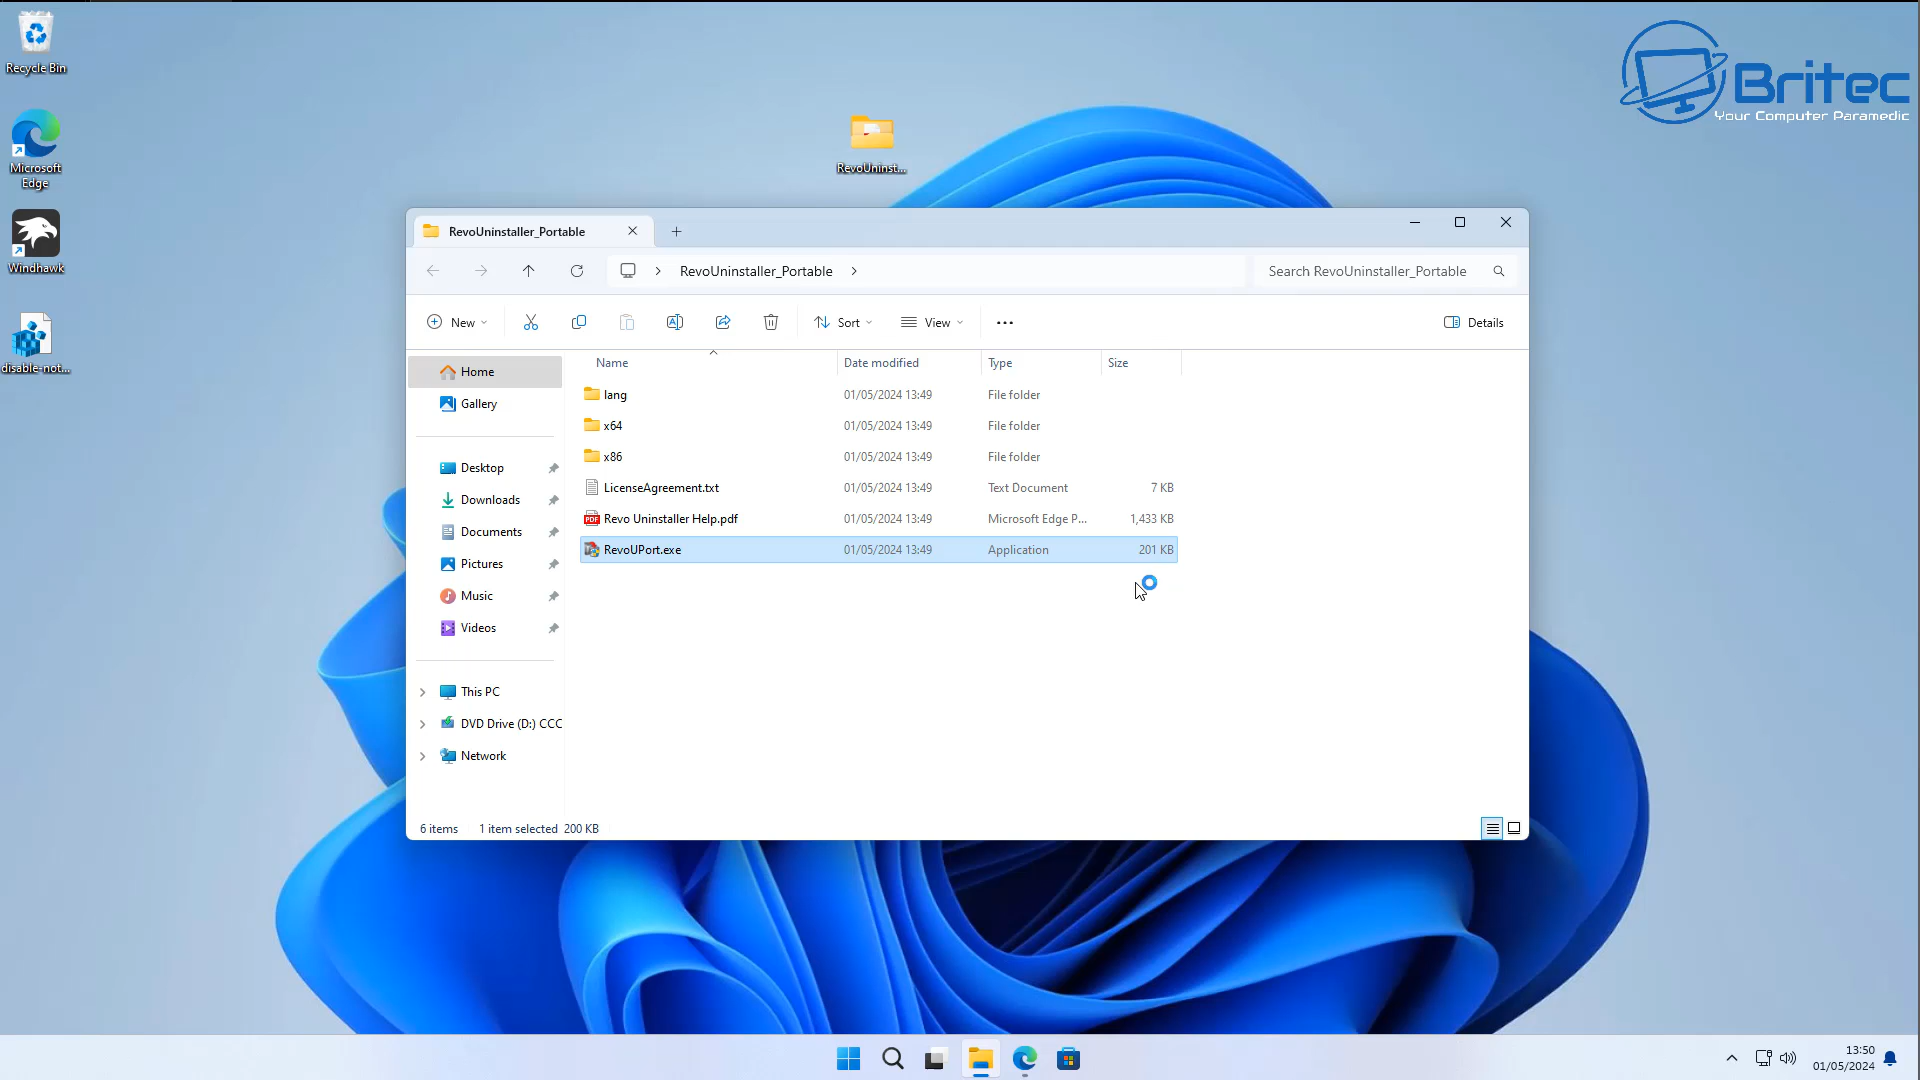 Recycle Bin
Microsoft
Edge
Windhawk
disable-not...
RevoUninst...
Britec
Your Computer Paramedic
RevoUninstaller_Portable
RevoUninstaller_Portable
Search RevoUninstaller_Portable
New
Sort
View
Details
Home
Gallery
Desktop
Downloads
Documents
Pictures
Music
Videos
This PC
DVD Drive (D:) CCC
Network
Name Date modified Type Size
lang 01/05/2024 13:49 File folder
x64 01/05/2024 13:49 File folder
x86 01/05/2024 13:49 File folder
LicenseAgreement.txt 01/05/2024 13:49 Text Document 7 KB
PDF Revo Uninstaller Help.pdf 01/05/2024 13:49 Microsoft Edge P... 1,433 KB
RevoUPort.exe 01/05/2024 13:49 Application 201 KB
6 items 1 item selected 200 KB
13:50
01/05/2024